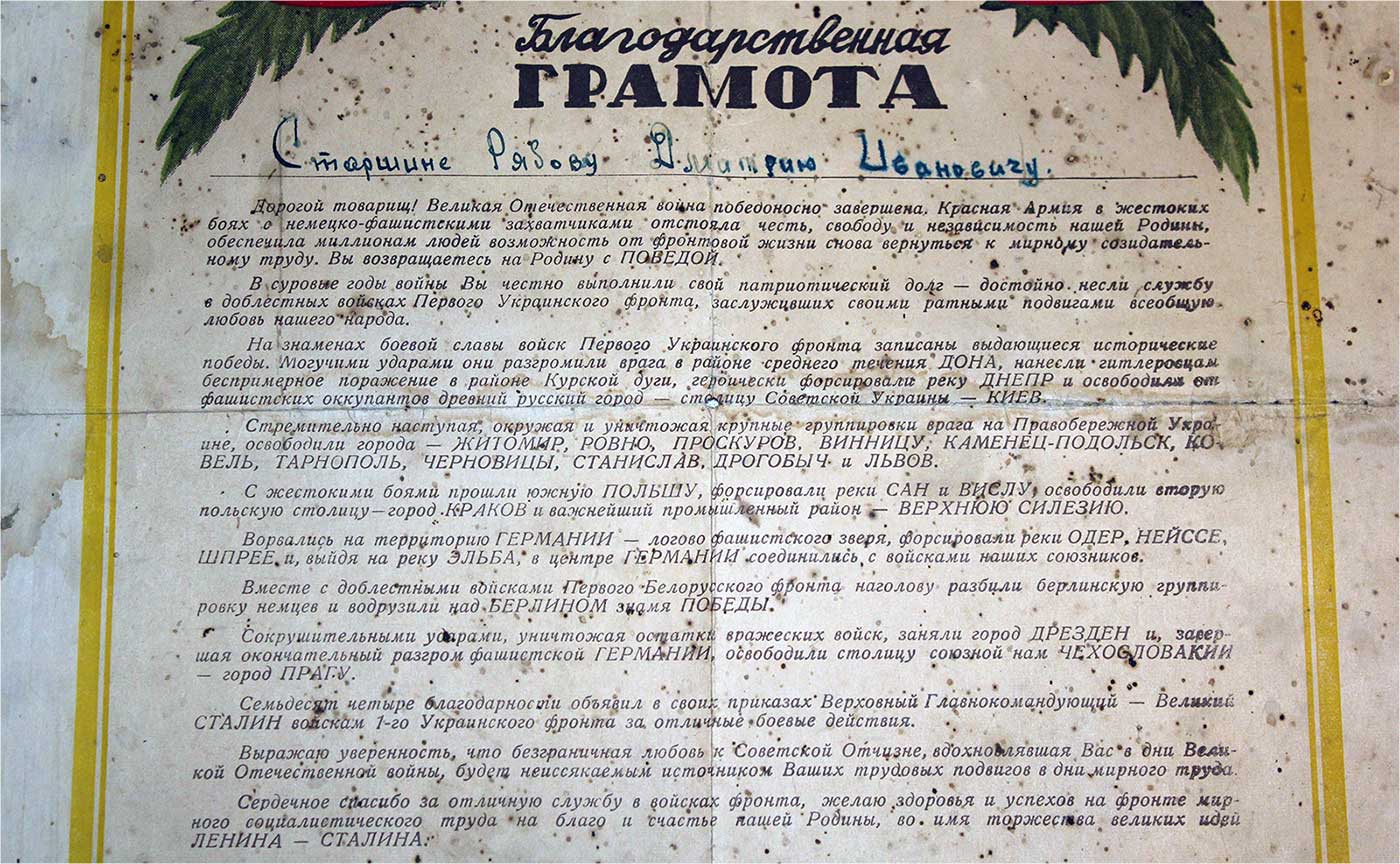 Благодарственная
ГРАМОТА
Старшине Рябову Дмитрию Ивановичу.
Дорогой товарищ! Великая Отечественная война победоносно завершена. Красная Армия в жестоких
боях с немецко-фашистскими захватчиками отстояла честь, свободу и независимость нашей Родины,
обеспечила миллионам людей возможность от фронтовой жизни снова вернуться к мирному созидатель-
ному труду. Вы возвращаетесь на Родину с ПОБЕДОЙ.
В суровые годы войны Вы честно выполнили свой патриотический долг — достойно несли службу
в доблестных войсках Первого Украинского фронта, заслуживших своими ратными подвигами всеобщую
любовь нашего народа.
На знаменах боевой славы войск Первого Украинского фронта записаны выдающиеся исторические
победы. Могучими ударами они разгромили врага в районе среднего течения ДОНА, нанесли гитлеровцам
беспримерное поражение в районе Курской дуги, героически форсировали реку ДНЕПР и освободили от
фашистских оккупантов древний русский город — столицу Советской Украины — КИЕВ.
Стремительно наступая, окружая и уничтожая крупные группировки врага на Правобережной Укра-
ине, освободили города — ЖИТОМИР, РОВНО, ПРОСКУРОВ, ВИННИЦУ, КАМЕНЕЦ-ПОДОЛЬСК, КО-
ВЕЛЬ, ТАРНОПОЛЬ, ЧЕРНОВИЦЫ, СТАНИСЛАВ, ДРОГОБЫЧ и ЛЬВОВ.
С жестокими боями прошли южную ПОЛЬШУ, форсировали реки САН и ВИСЛУ, освободили вторую
польскую столицу — город КРАКОВ и важнейший промышленный район — ВЕРХНЮЮ СИЛЕЗИЮ.
Ворвались на территорию ГЕРМАНИИ — логово фашистского зверя, форсировали реки ОДЕР, НЕЙССЕ,
ШПРЕЕ и, выйдя на реку ЭЛЬБА, в центре ГЕРМАНИИ соединились с войсками наших союзников.
Вместе с доблестными войсками Первого Белорусского фронта наголову разбили берлинскую группи-
ровку немцев и водрузили над БЕРЛИНОМ знамя ПОБЕДЫ.
Сокрушительными ударами, уничтожая остатки вражеских войск, заняли город ДРЕЗДЕН и, завер-
шая окончательный разгром фашистской ГЕРМАНИИ, освободили столицу союзной нам ЧЕХОСЛОВАКИИ
— город ПРАГУ.
Семьдесят четыре благодарности объявил в своих приказах Верховный Главнокомандующий — Великий
СТАЛИН войскам 1-го Украинского фронта за отличные боевые действия.
Выражаю уверенность, что безграничная любовь к Советской Отчизне, вдохновлявшая Вас в дни Вели-
кой Отечественной войны, будет неиссякаемым источником Ваших трудовых подвигов в дни мирного труда.
Сердечное спасибо за отличную службу в войсках фронта, желаю здоровья и успехов на фронте мир-
ного социалистического труда на благо и счастье нашей Родины, во имя торжества великих идей
ЛЕНИНА — СТАЛИНА.